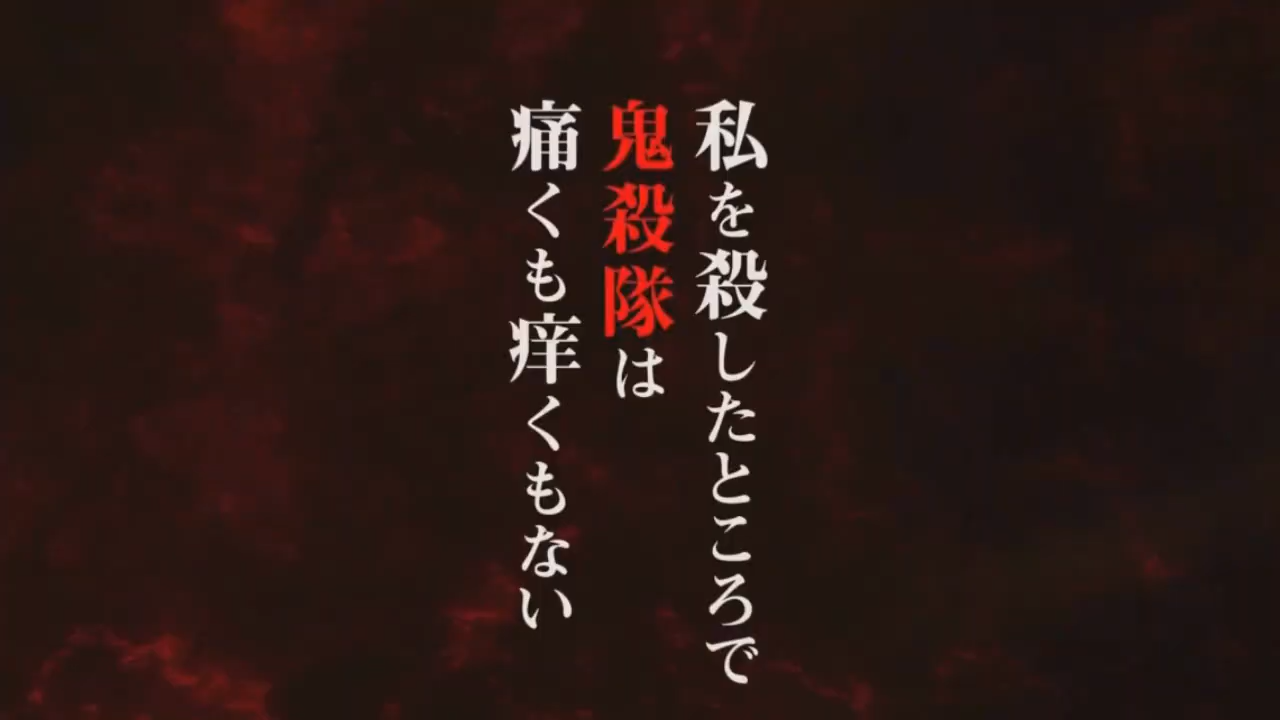 私を殺したところで
鬼殺隊は
痛くも痒くもない